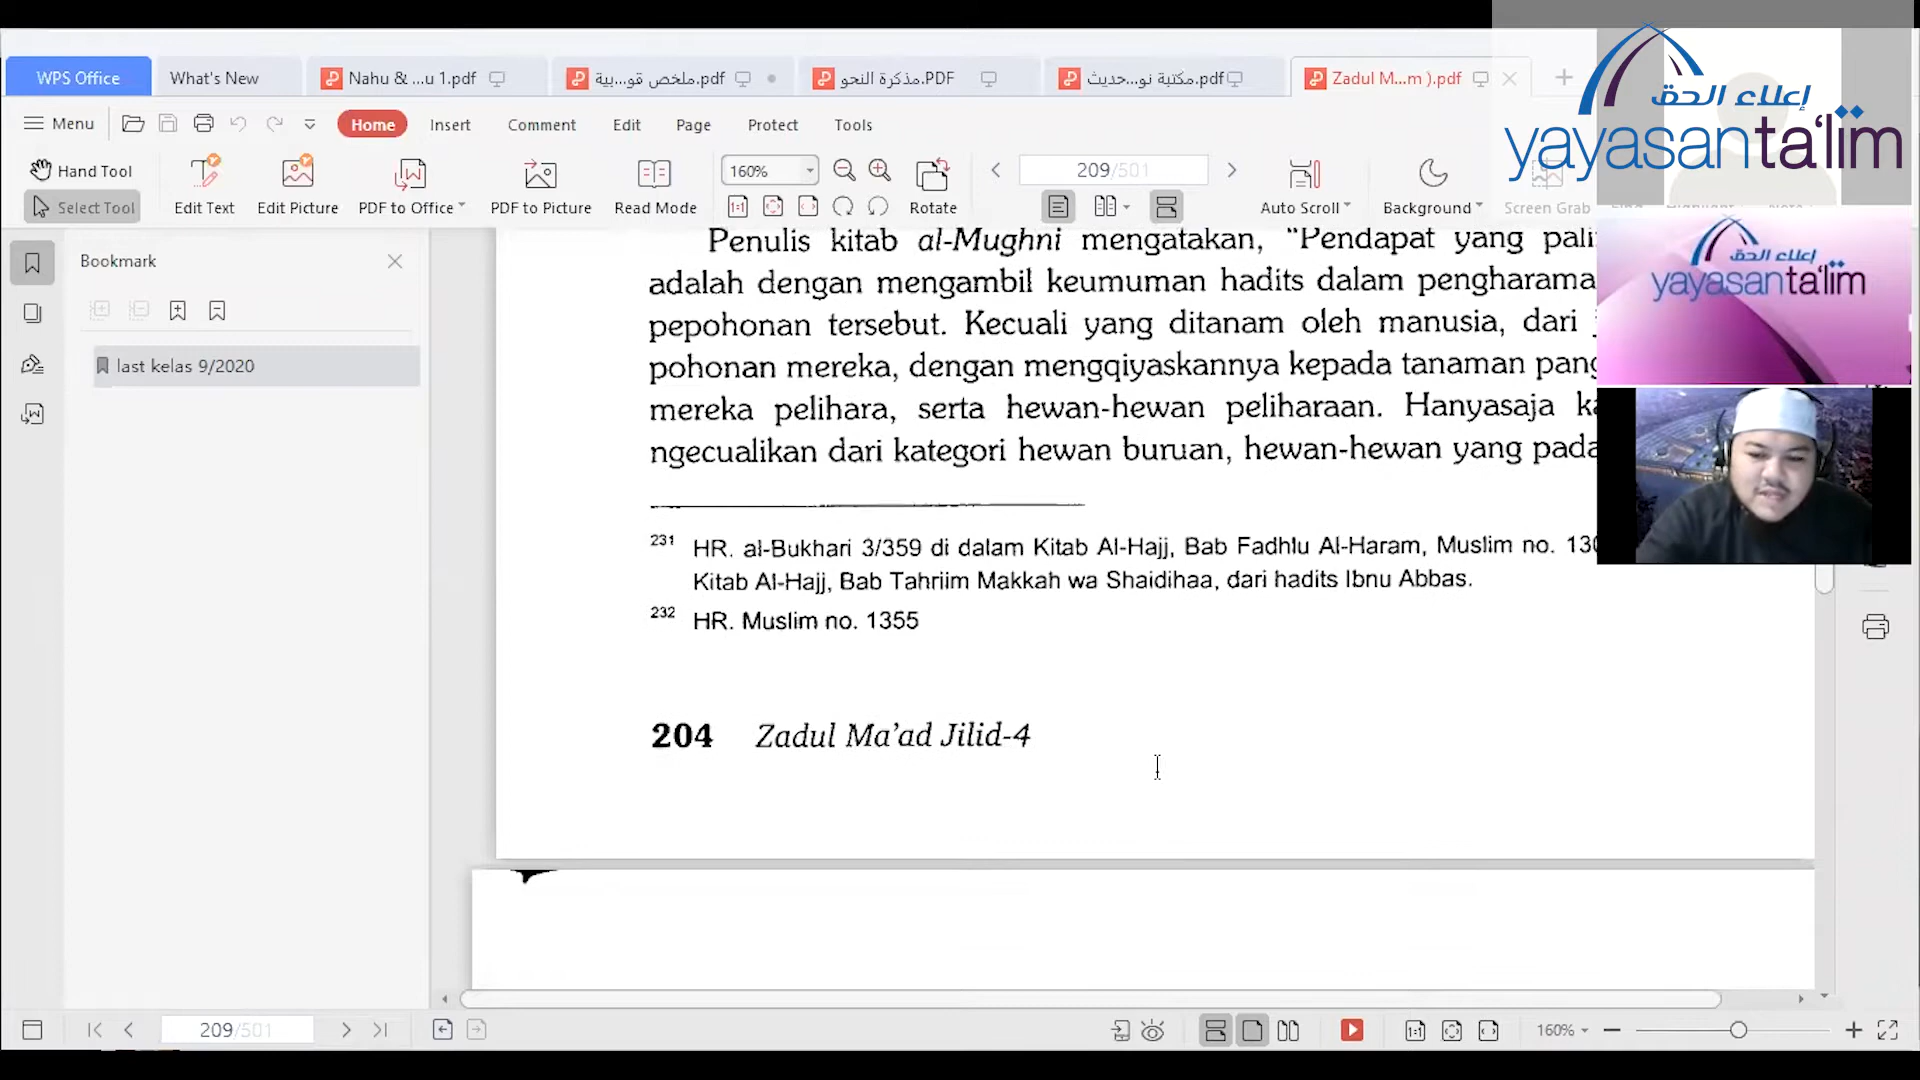 WPS Office
What's New
Nahu & ...u 1.pdf
ملخص قو...بية.pdf
مذكرة النحو.PDF
مكتبة نو...حديث.pdf
Zadul M...m ).pdf
إعلاء الحق
yayasanta'lim
Menu
Home
Insert
Comment
Edit
Page
Protect
Tools
Hand Tool
Select Tool
Edit Text
Edit Picture
PDF to Office
PDF to Picture
Read Mode
160%
Rotate
209/501
Auto Scroll
Background
Screen Grab
Bookmark
last kelas 9/2020
إعلاء الحق
yayasanta'lim
Penulis kitab al-Mughni mengatakan, “Pendapat yang
adalah dengan mengambil keumuman hadits dalam
pepohonan tersebut. Kecuali yang ditanam oleh manusia, dari
pohonan mereka, dengan mengqiyaskannya kepada tanaman
mereka pelihara, serta hewan-hewan peliharaan. Hanyasaja
ngecualikan dari kategori hewan buruan, hewan-hewan yang
231 HR. al-Bukhari 3/359 di dalam Kitab Al-Hajj, Bab Fadhlu Al-Haram, Muslim no.
Kitab Al-Hajj, Bab Tahriim Makkah wa Shaidihaa, dari hadits Ibnu Abbas.
232 HR. Muslim no. 1355
204 Zadul Ma'ad Jilid-4
209/501
160%